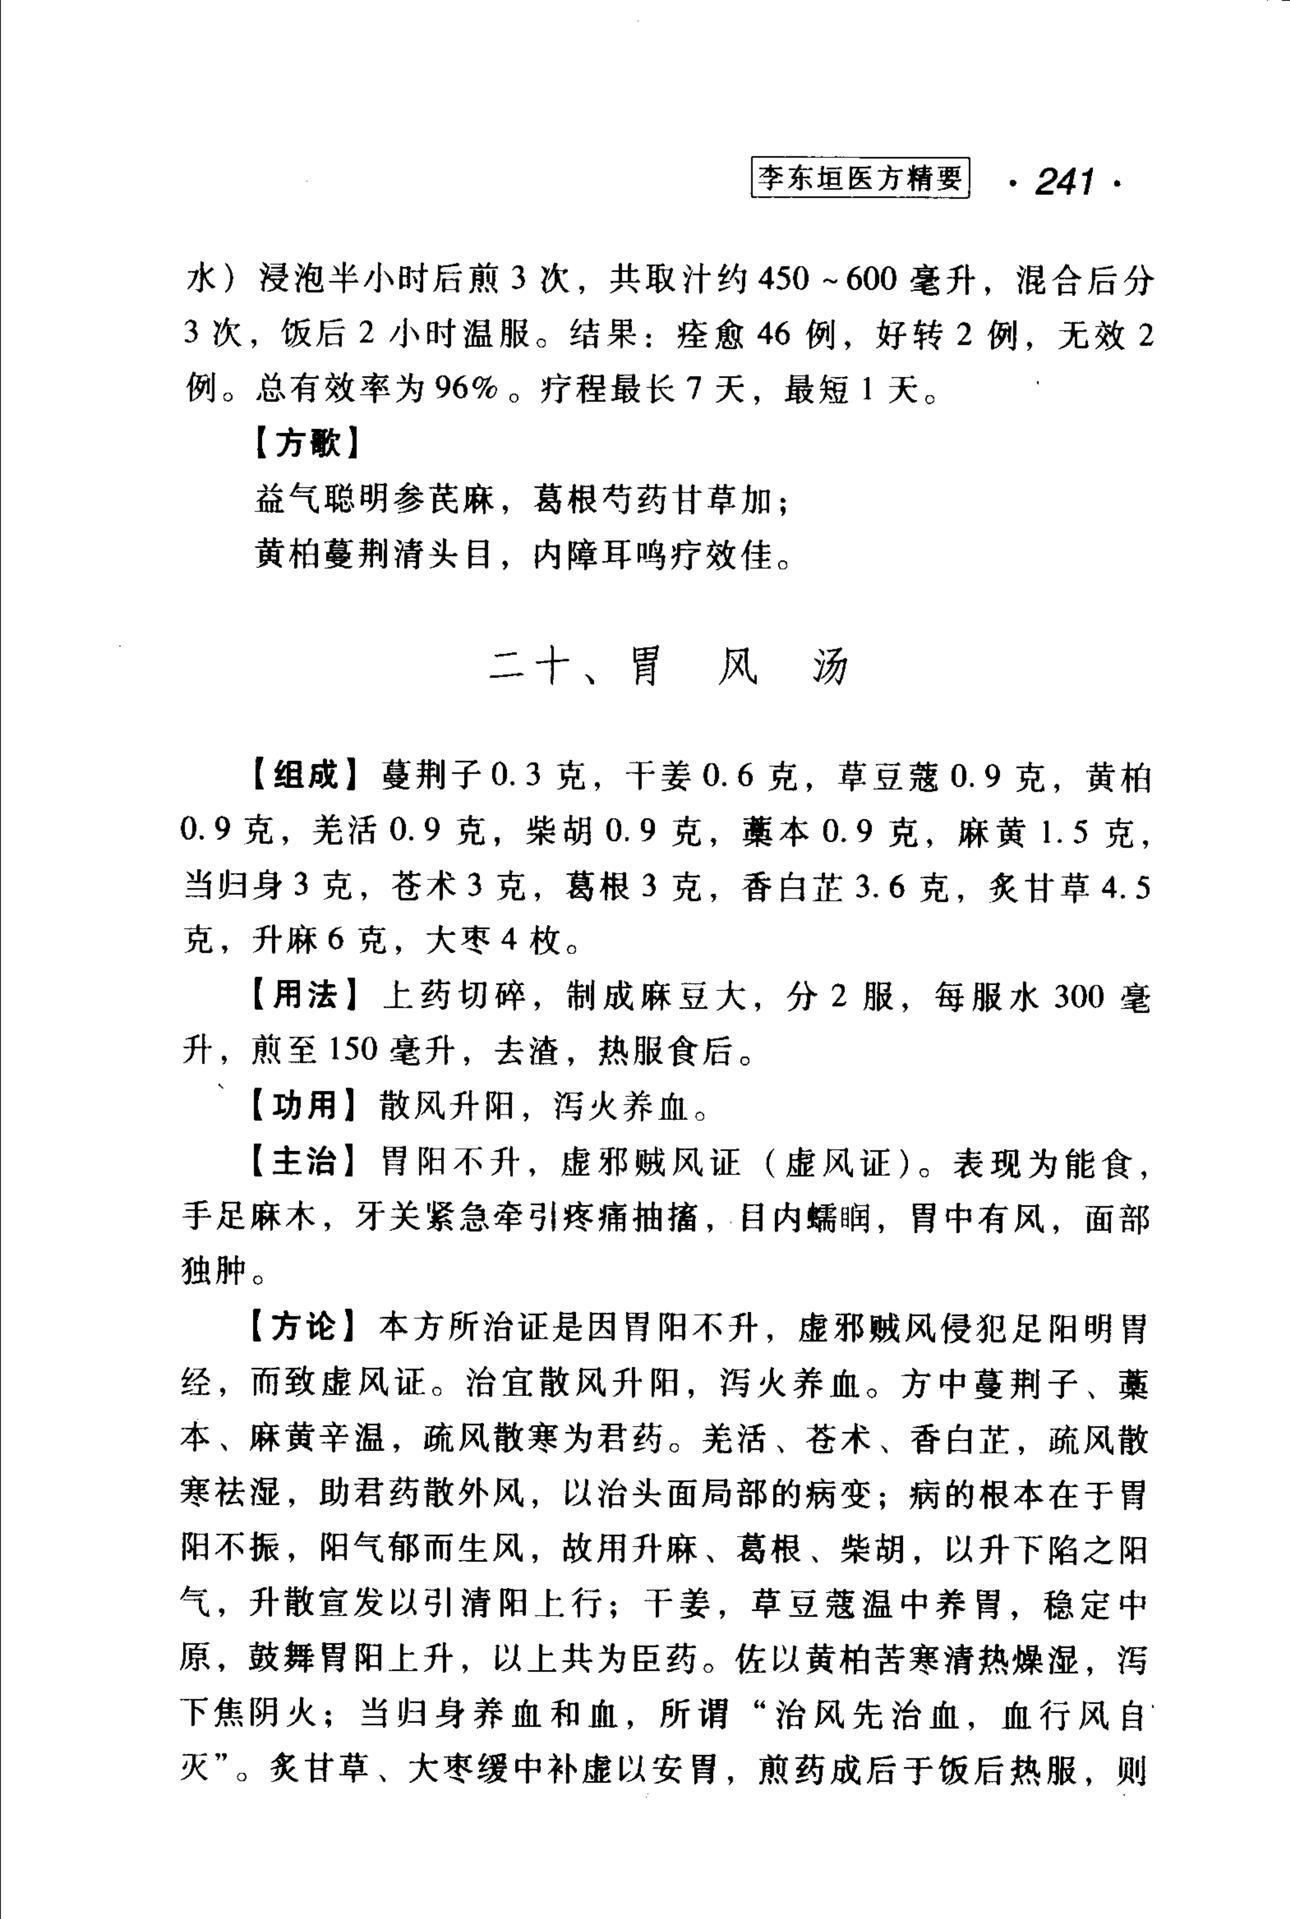 李东垣医方精要 · 241 ·
水）浸泡半小时后煎 3 次，共取汁约 450 ~ 600 毫升，混合后分
3 次，饭后 2 小时温服。结果：痊愈 46 例，好转 2 例，无效 2
例。总有效率为 96%。疗程最长 7 天，最短 1 天。
【方歌】
益气聪明参芪麻，葛根芍药甘草加；
黄柏蔓荆清头目，内障耳鸣疗效佳。
二十、胃 风 汤
【组成】 蔓荆子 0.3 克，干姜 0.6 克，草豆蔻 0.9 克，黄柏
0.9 克，羌活 0.9 克，柴胡 0.9 克，藁本 0.9 克，麻黄 1.5 克，
当归身 3 克，苍术 3 克，葛根 3 克，香白芷 3.6 克，炙甘草 4.5
克，升麻 6 克，大枣 4 枚。
【用法】 上药切碎，制成麻豆大，分 2 服，每服水 300 毫
升，煎至 150 毫升，去渣，热服食后。
【功用】 散风升阳，泻火养血。
【主治】 胃阳不升，虚邪贼风证（虚风证）。表现为能食，
手足麻木，牙关紧急牵引疼痛抽搐，目内蠕𥆧，胃中有风，面部
独肿。
【方论】 本方所治证是因胃阳不升，虚邪贼风侵犯足阳明胃
经，而致虚风证。治宜散风升阳，泻火养血。方中蔓荆子、藁
本、麻黄辛温，疏风散寒为君药。羌活、苍术、香白芷，疏风散
寒祛湿，助君药散外风，以治头面局部的病变；病的根本在于胃
阳不振，阳气郁而生风，故用升麻、葛根、柴胡，以升下陷之阳
气，升散宣发以引清阳上行；干姜，草豆蔻温中养胃，稳定中
原，鼓舞胃阳上升，以上共为臣药。佐以黄柏苦寒清热燥湿，泻
下焦阴火；当归身养血和血，所谓“治风先治血，血行风自
灭”。炙甘草、大枣缓中补虚以安胃，煎药成后于饭后热服，则